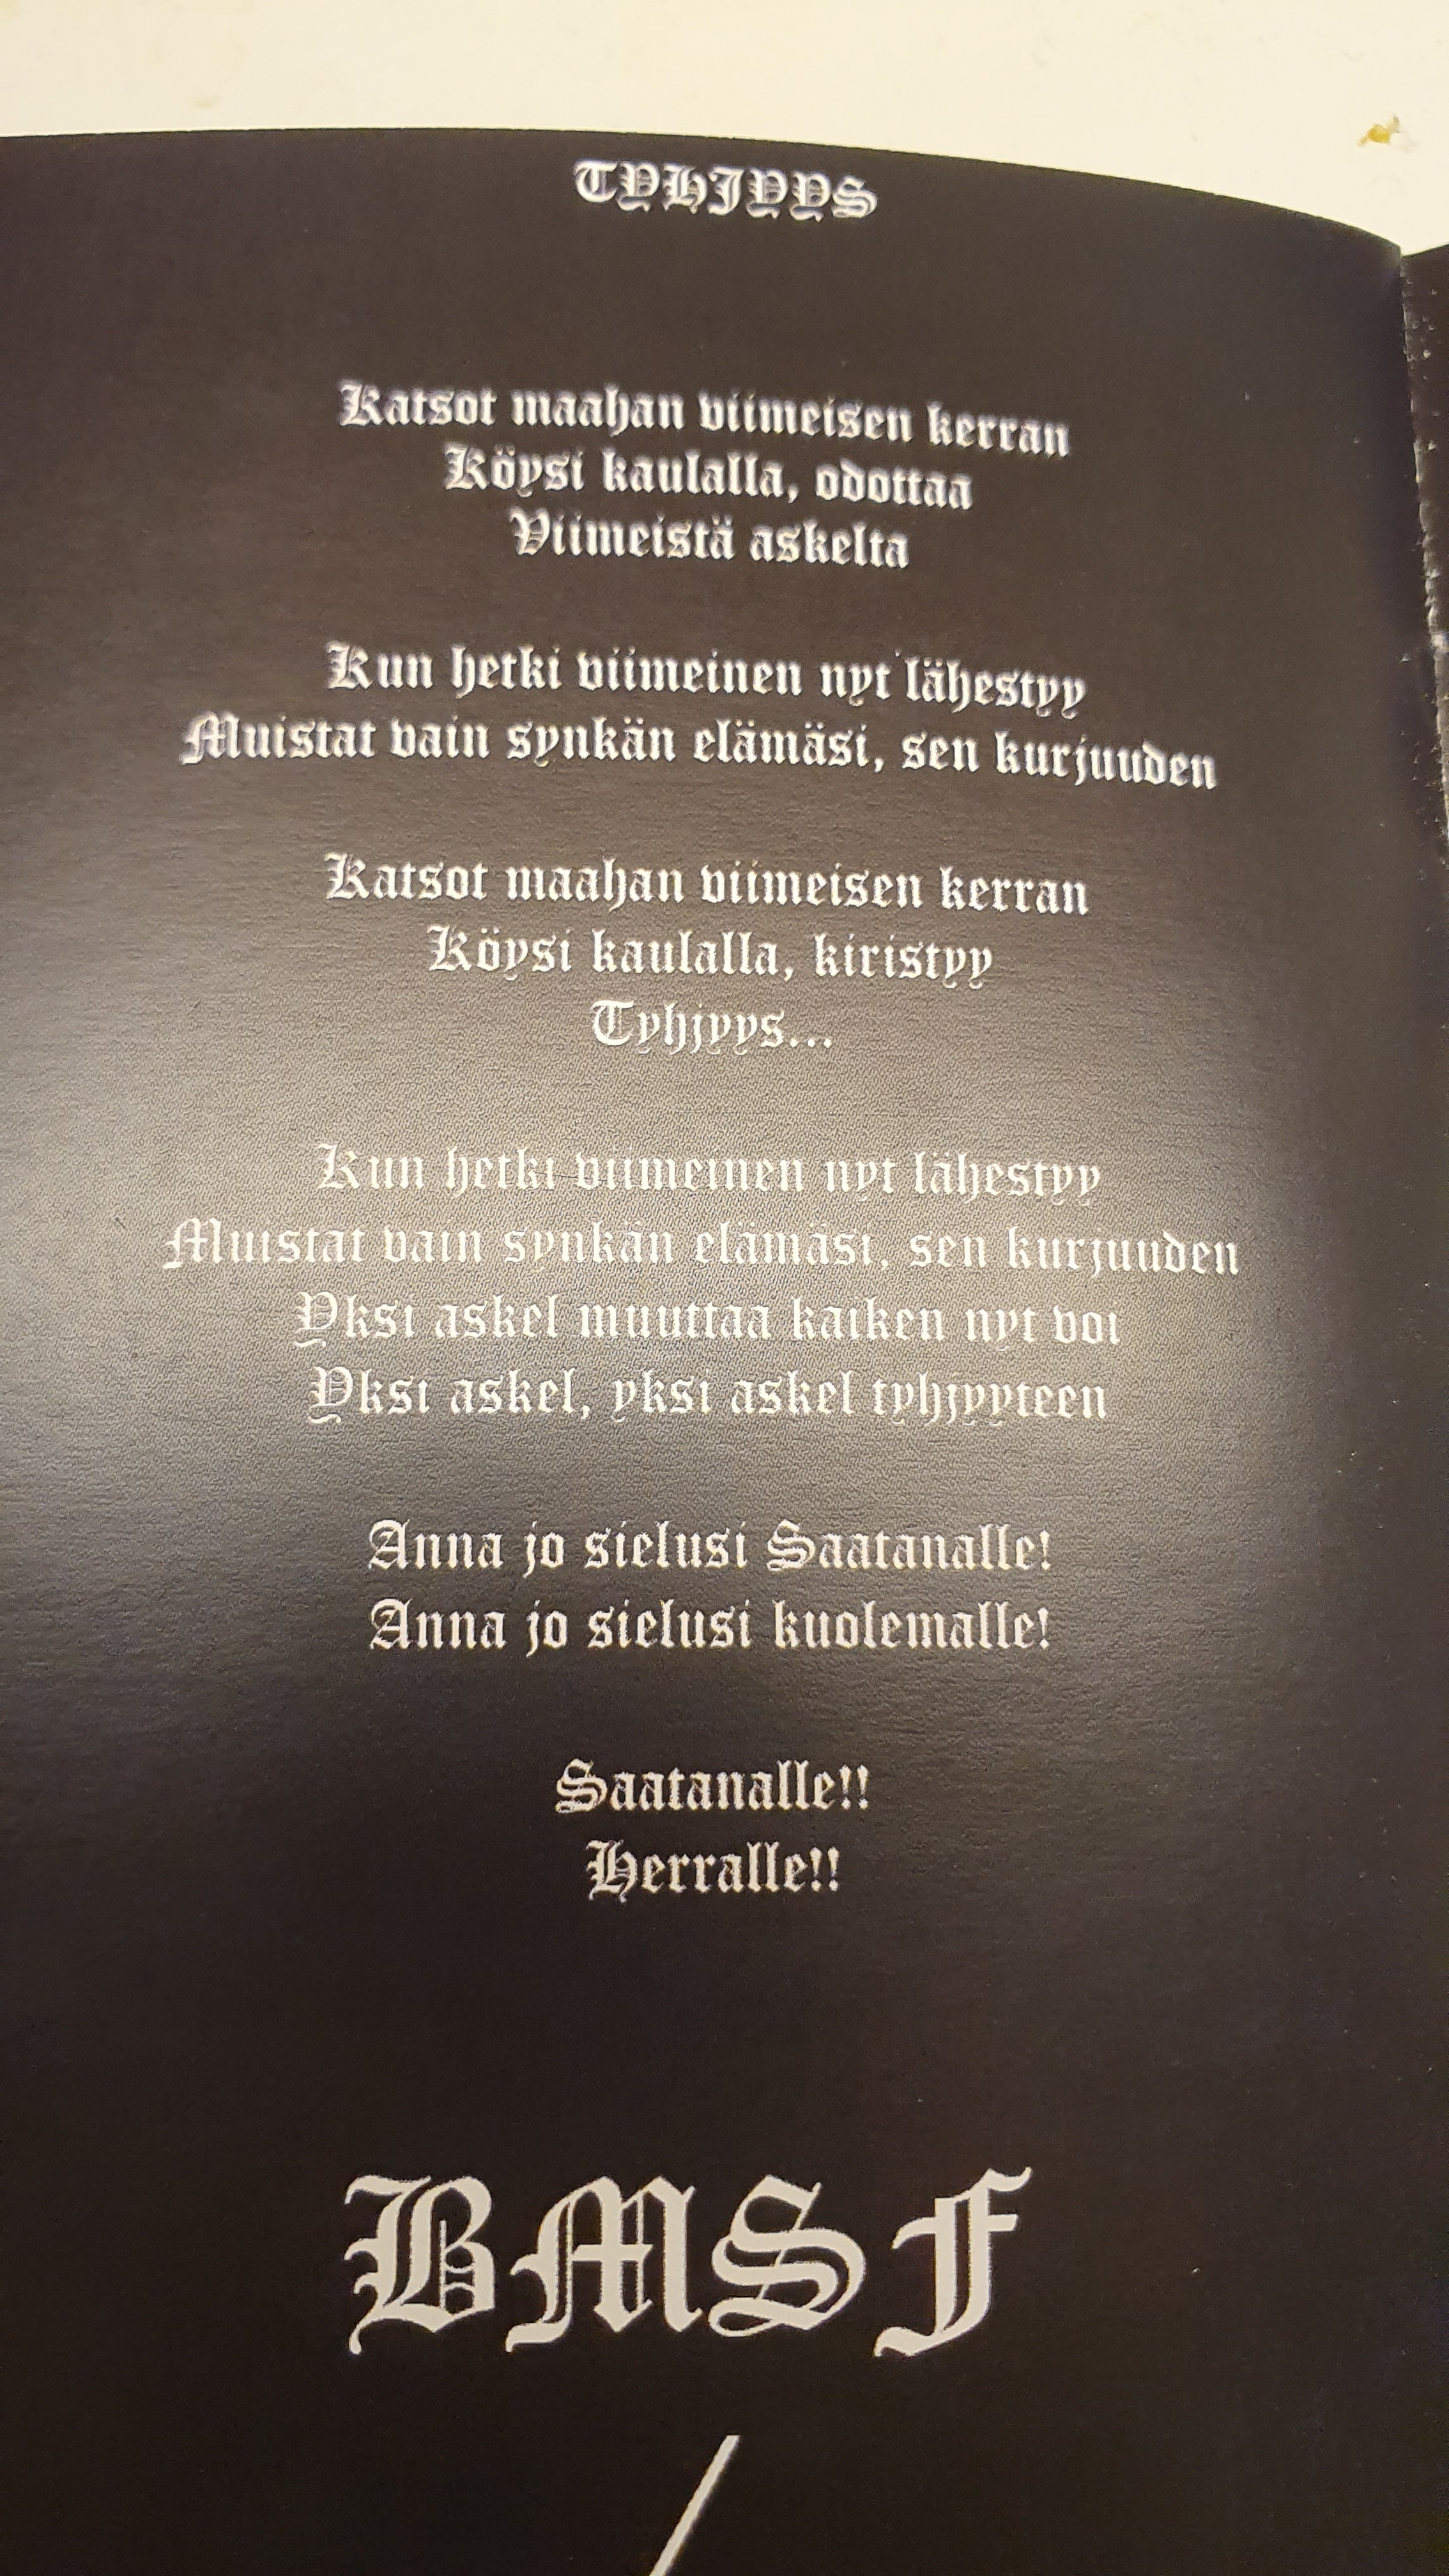 TYHJYYS
Katsot maahan viimeisen kerran
Köysi kaulalla, odottaa
Viimeistä askelta
Kun hetki viimeinen nyt lähestyy
Muistat vain synkän elämäsi, sen kurjuuden
Katsot maahan viimeisen kerran
Köysi kaulalla, kiristyy
Tyhjyys...
Kun hetki viimeinen nyt lähestyy
Muistat vain synkän elämäsi, sen kurjuuden
Yksi askel muuttaa kaiken nyt voi
Yksi askel, yksi askel tyhjyyteen
Anna jo sielusi Saatanalle!
Anna jo sielusi kuolemalle!
Saatanalle!!
Herralle!!
BMSF
/